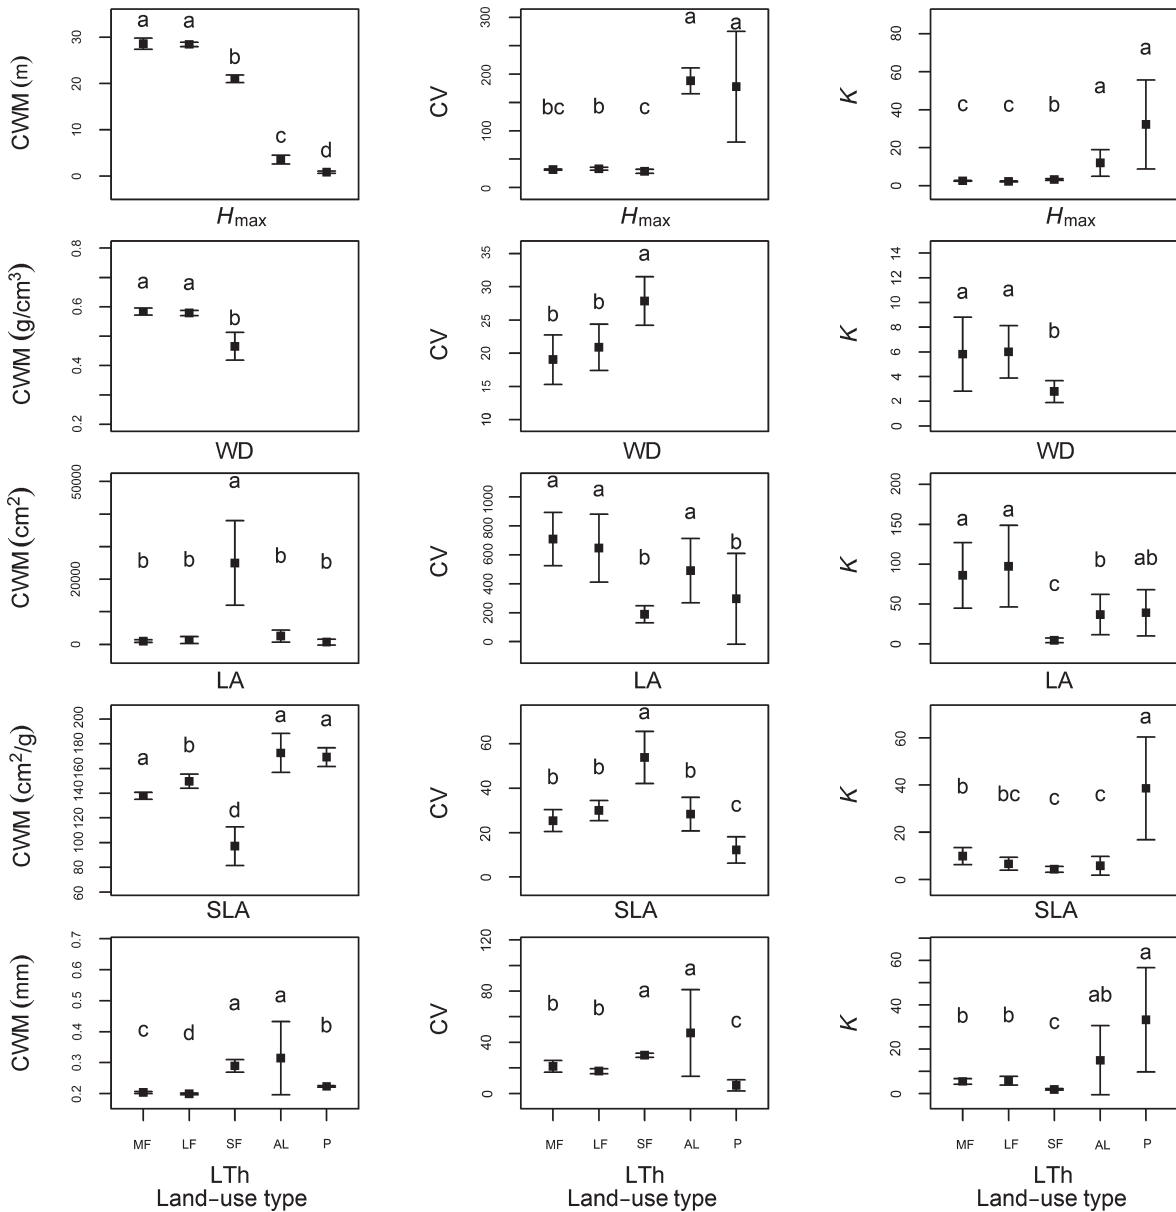 CWM (m)
30
20
10
0
a a b c d
H max
CV
300
200
100
0
bc b c a a
H max
K
80
60
40
20
0
c c b a a
H max
CWM (g/cm3)
0.8
0.6
0.4
0.2
a a b
WD
CV
35
30
25
20
15
10
b b a
WD
K
14
12
10
8
6
4
2
0
a a b
WD
CWM (cm2)
50000
20000
0
b b a b b
LA
CV
1000
800
600
400
200
0
a a b a b
LA
K
200
150
100
50
0
a a c b ab
LA
CWM (cm2/g)
200
180
160
140
120
100
80
60
a b d a a
SLA
CV
60
40
20
0
b b a b c
SLA
K
60
40
20
0
b bc c c a
SLA
CWM (mm)
0.7
0.6
0.5
0.4
0.3
0.2
c d a a b
MF LF SF AL P
LTh
Land-use type
CV
120
80
40
0
b b a a c
MF LF SF AL P
LTh
Land-use type
K
60
40
20
0
b b c ab a
MF LF SF AL P
LTh
Land-use type